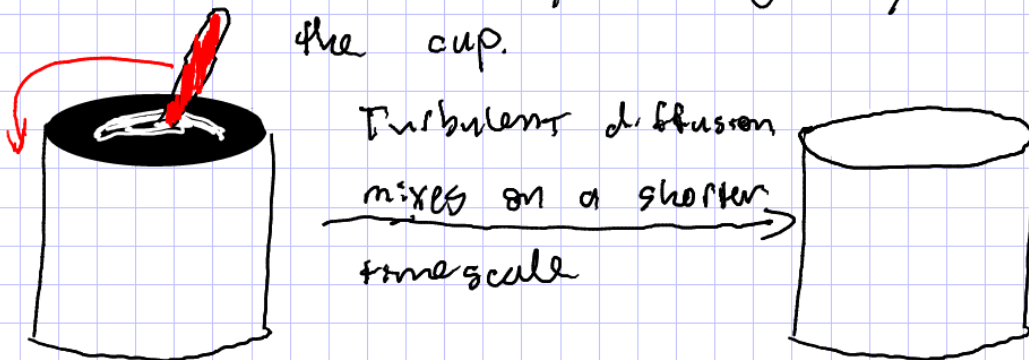 the cup.
Turbulent diffusion
mixes on a shorter
timescale